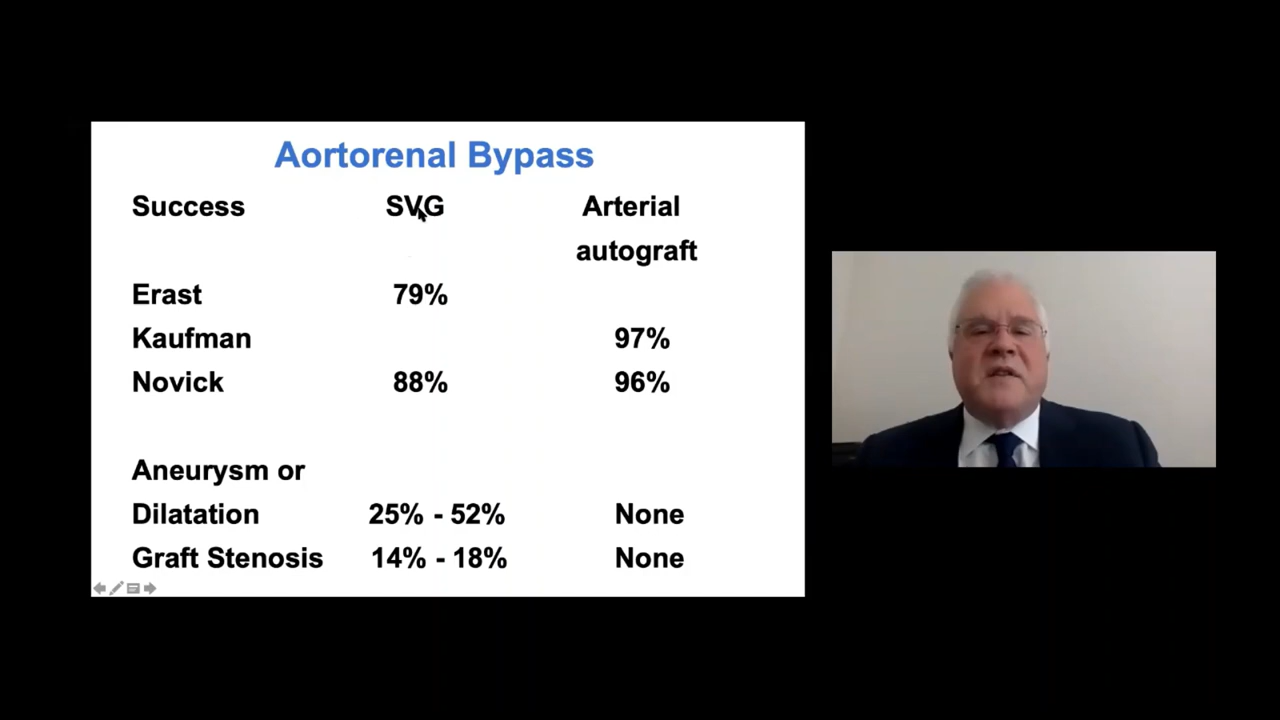 Aortorenal Bypass
Success SVG Arterial
autograft
Erast 79%
Kaufman 97%
Novick 88% 96%
Aneurysm or
Dilatation 25% - 52% None
Graft Stenosis 14% - 18% None